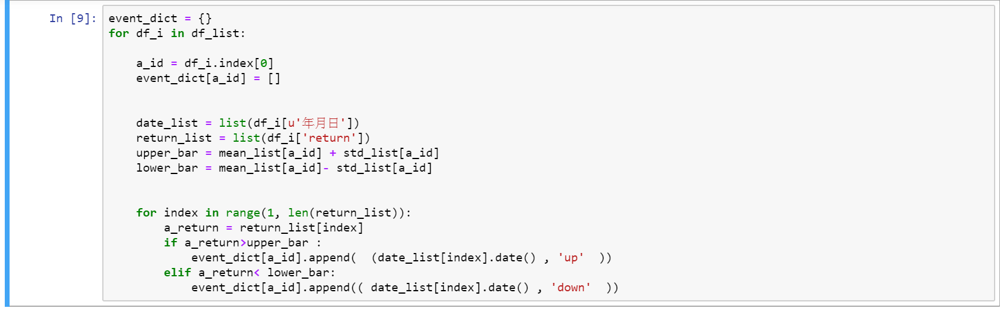 In [9]: event_dict = {}
for df_i in df_list:
    a_id = df_i.index[0]
    event_dict[a_id] = []
    date_list = list(df_i[u'年月日'])
    return_list = list(df_i['return'])
    upper_bar = mean_list[a_id] + std_list[a_id]
    lower_bar = mean_list[a_id]- std_list[a_id]
    for index in range(1, len(return_list)):
        a_return = return_list[index]
        if a_return>upper_bar :
            event_dict[a_id].append(  (date_list[index].date() , 'up'  ))
        elif a_return< lower_bar:
            event_dict[a_id].append(( date_list[index].date() , 'down'  ))